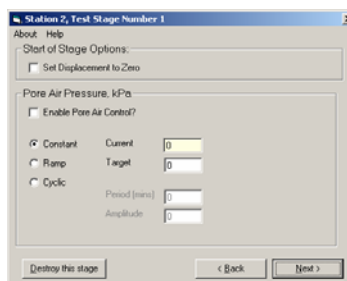 Station 2, Test Stage Number 1
About Help
Start of Stage Options:
Set Displacement to Zero
Pore Air Pressure, kPa
Enable Pore Air Control?
Constant Current 0
Ramp Target 0
Cyclic
Period (mins) 0
Amplitude 0
Destroy this stage < Back Next >